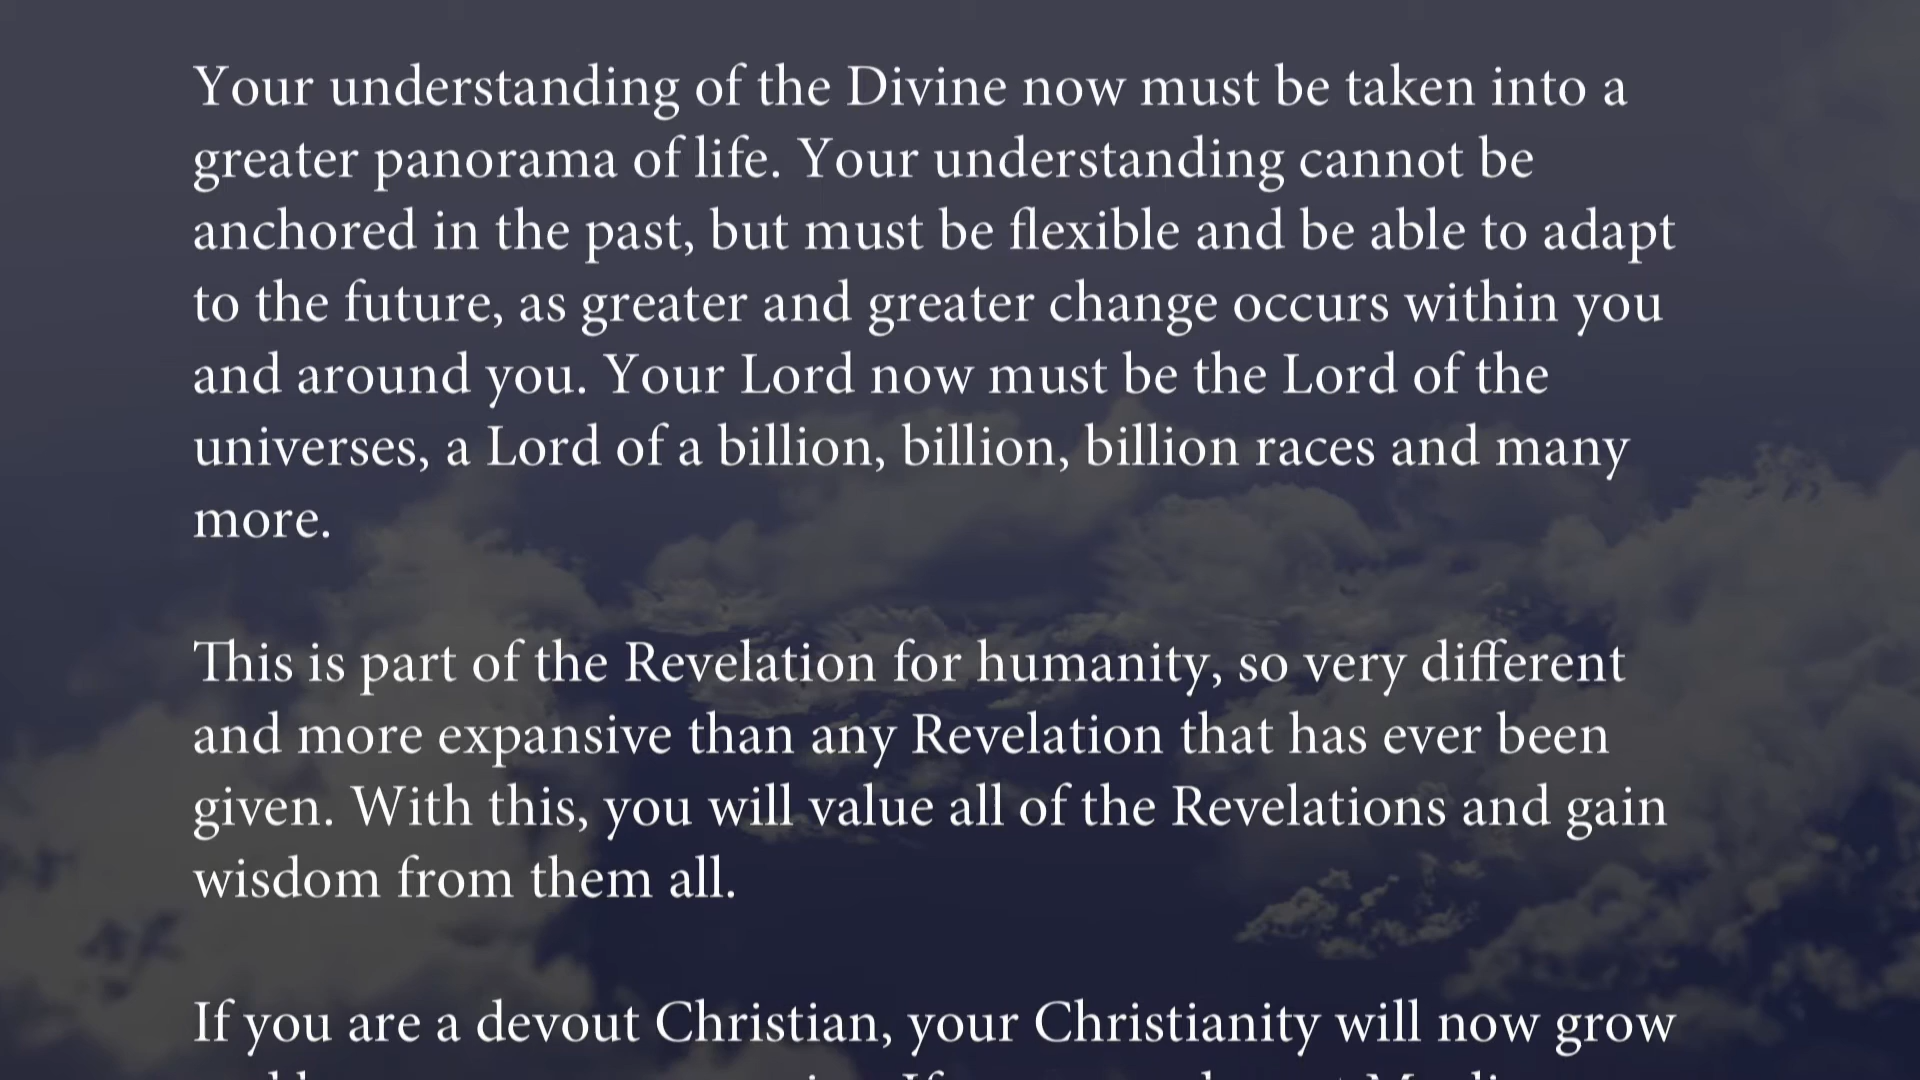 Your understanding of the Divine now must be taken into a
greater panorama of life. Your understanding cannot be
anchored in the past, but must be flexible and be able to adapt
to the future, as greater and greater change occurs within you
and around you. Your Lord now must be the Lord of the
universes, a Lord of a billion, billion, billion races and many
more.
This is part of the Revelation for humanity, so very different
and more expansive than any Revelation that has ever been
given. With this, you will value all of the Revelations and gain
wisdom from them all.
If you are a devout Christian, your Christianity will now grow